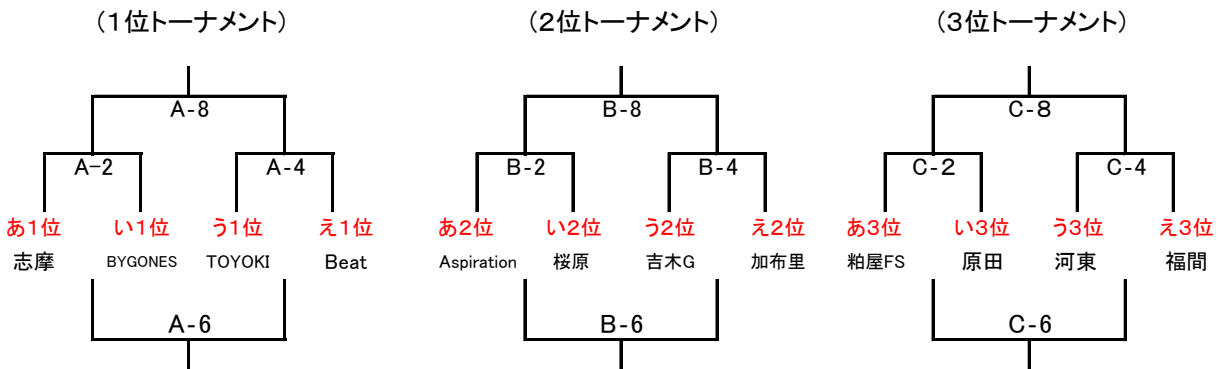 (1位トーナメント) (2位トーナメント) (3位トーナメント)
A-8 B-8 C-8
A-2 A-4 B-2 B-4 C-2 C-4
あ1位 い1位 う1位 え1位 あ2位 い2位 う2位 え2位 あ3位 い3位 う3位 え3位
志摩 BYGONES TOYOKI Beat Aspiration 桜原 吉木G 加布里 粕屋FS 原田 河東 福間
A-6 B-6 C-6